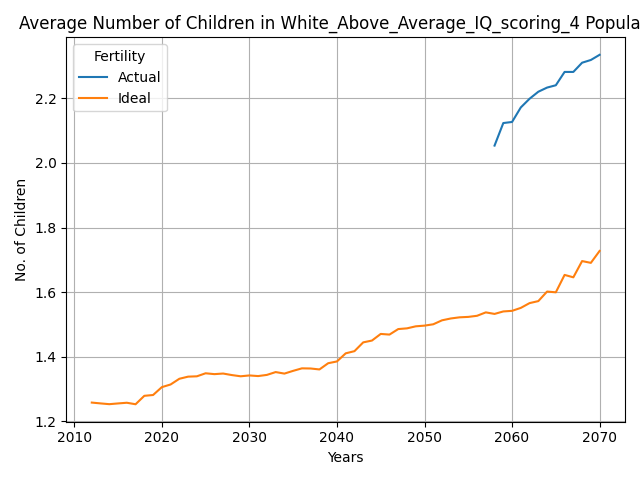 Average Number of Children in White_Above_Average_IQ_scoring_4 Popula
Fertility
Actual
Ideal
2.2
2.0
1.8
1.6
1.4
1.2
No. of Children
2010 2020 2030 2040 2050 2060 2070
Years